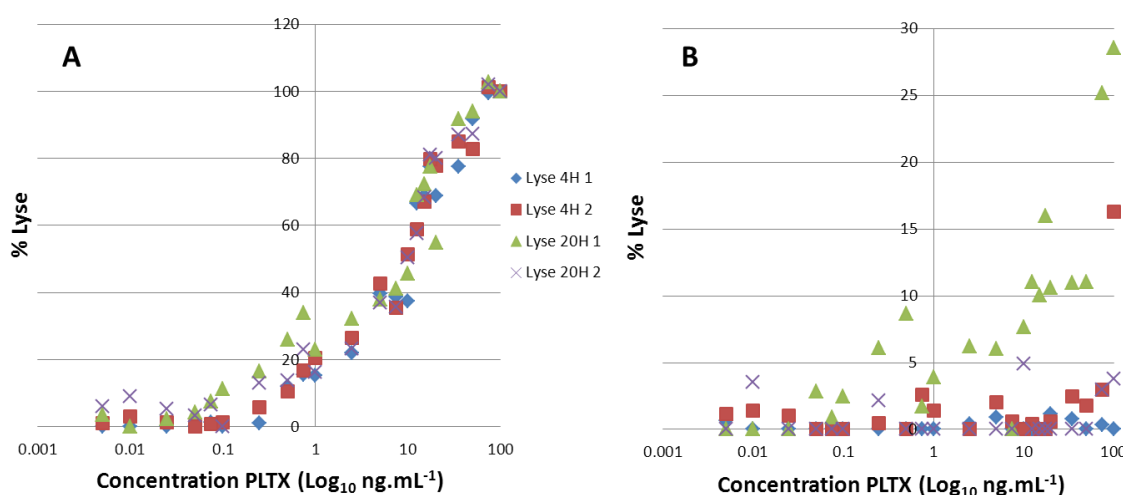 A
120
100
80
60
40
20
0
% Lyse
0.001 0.01 0.1 1 10 100
Concentration PLTX (Log10 ng.mL-1)
Lyse 4H 1
Lyse 4H 2
Lyse 20H 1
Lyse 20H 2
B
30
25
20
15
10
5
0
% Lyse
0.001 0.01 0.1 1 10 100
Concentration PLTX (Log10 ng.mL-1)